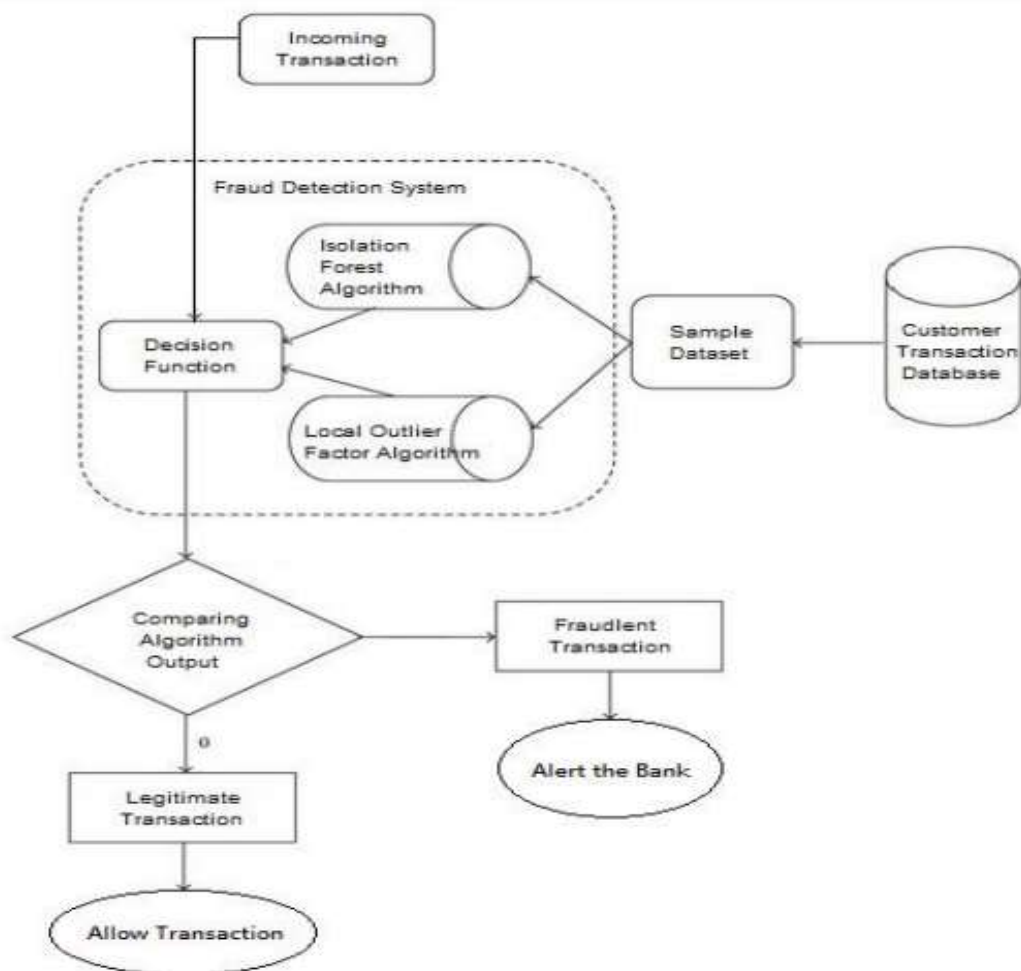 Incoming
Transaction
Fraud Detection System
Isolation
Forest
Algorithm
Decision
Function
Local Outlier
Factor Algorithm
Sample
Dataset
Customer
Transaction
Database
Comparing
Algorithm
Output
Fraudlent
Transaction
0
Alert the Bank
Legitimate
Transaction
Allow Transaction